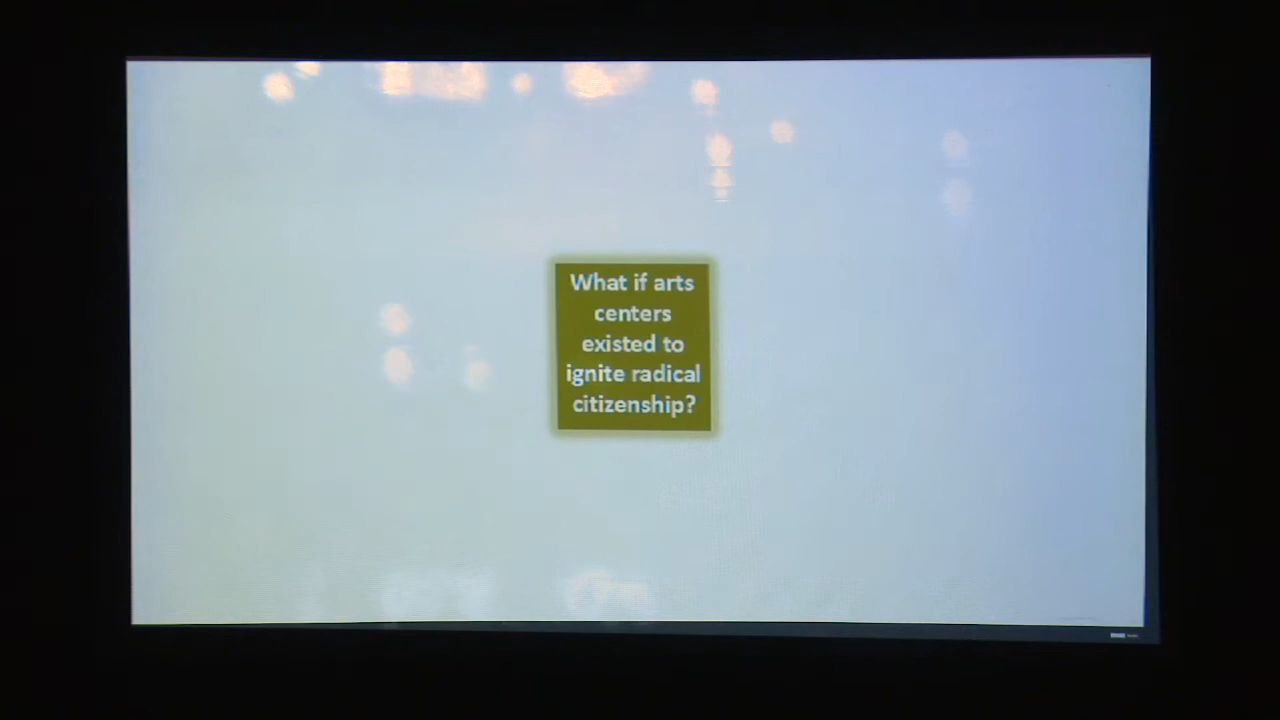 What if arts
centers
existed to
ignite radical
citizenship?